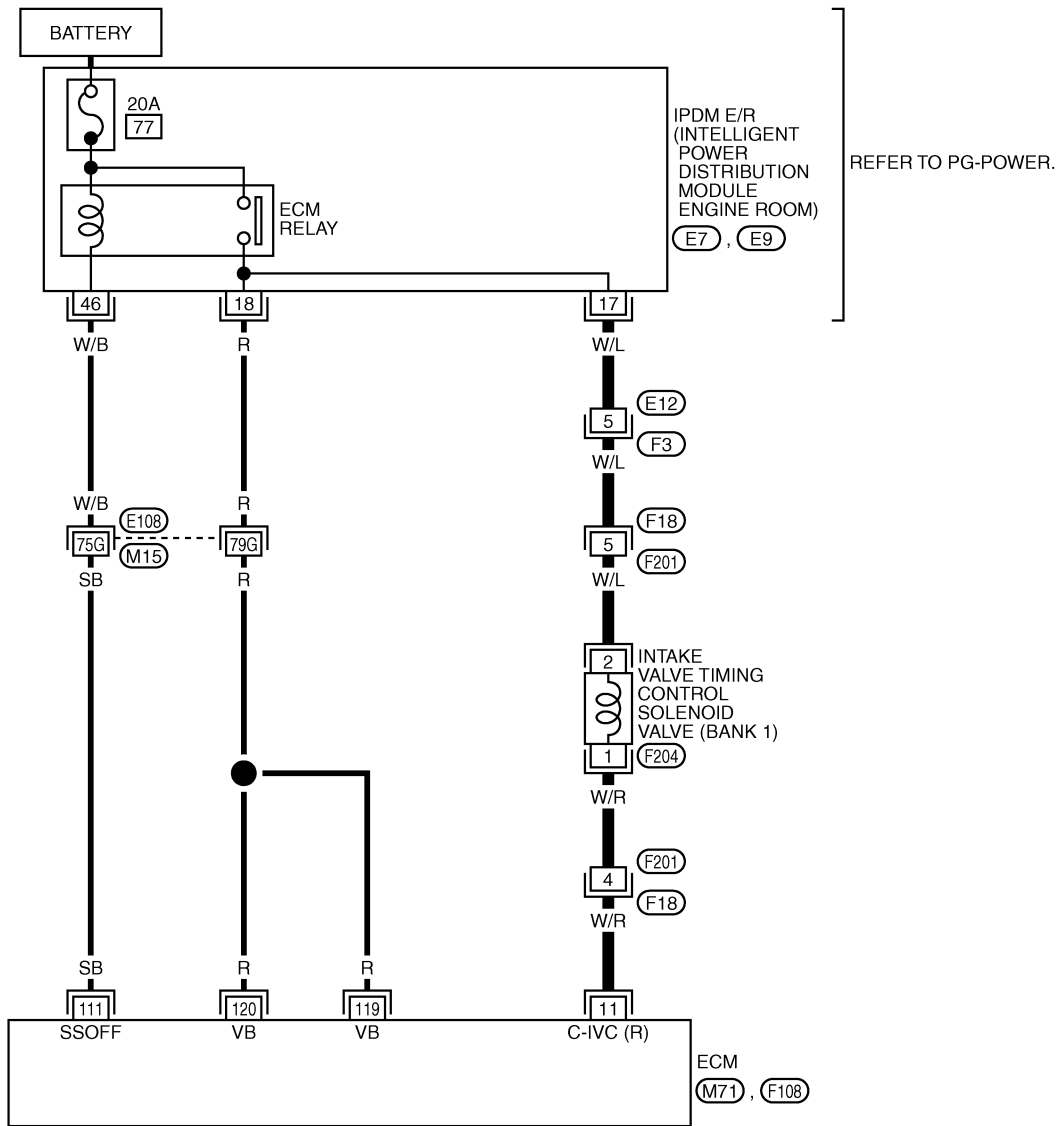 BATTERY
20A
77
IPDM E/R
(INTELLIGENT
POWER
DISTRIBUTION
MODULE
ENGINE ROOM)
E7 , E9
REFER TO PG-POWER.
ECM
RELAY
46
18
17
W/B
R
W/L
E12
5
F3
W/L
W/B
R
E108
F18
75G
79G
5
M15
F201
SB
R
W/L
2
INTAKE
VALVE TIMING
CONTROL
SOLENOID
VALVE (BANK 1)
1
F204
W/R
F201
4
F18
W/R
SB
R
R
111
120
119
11
SSOFF
VB
VB
C-IVC (R)
ECM
M71 , F108